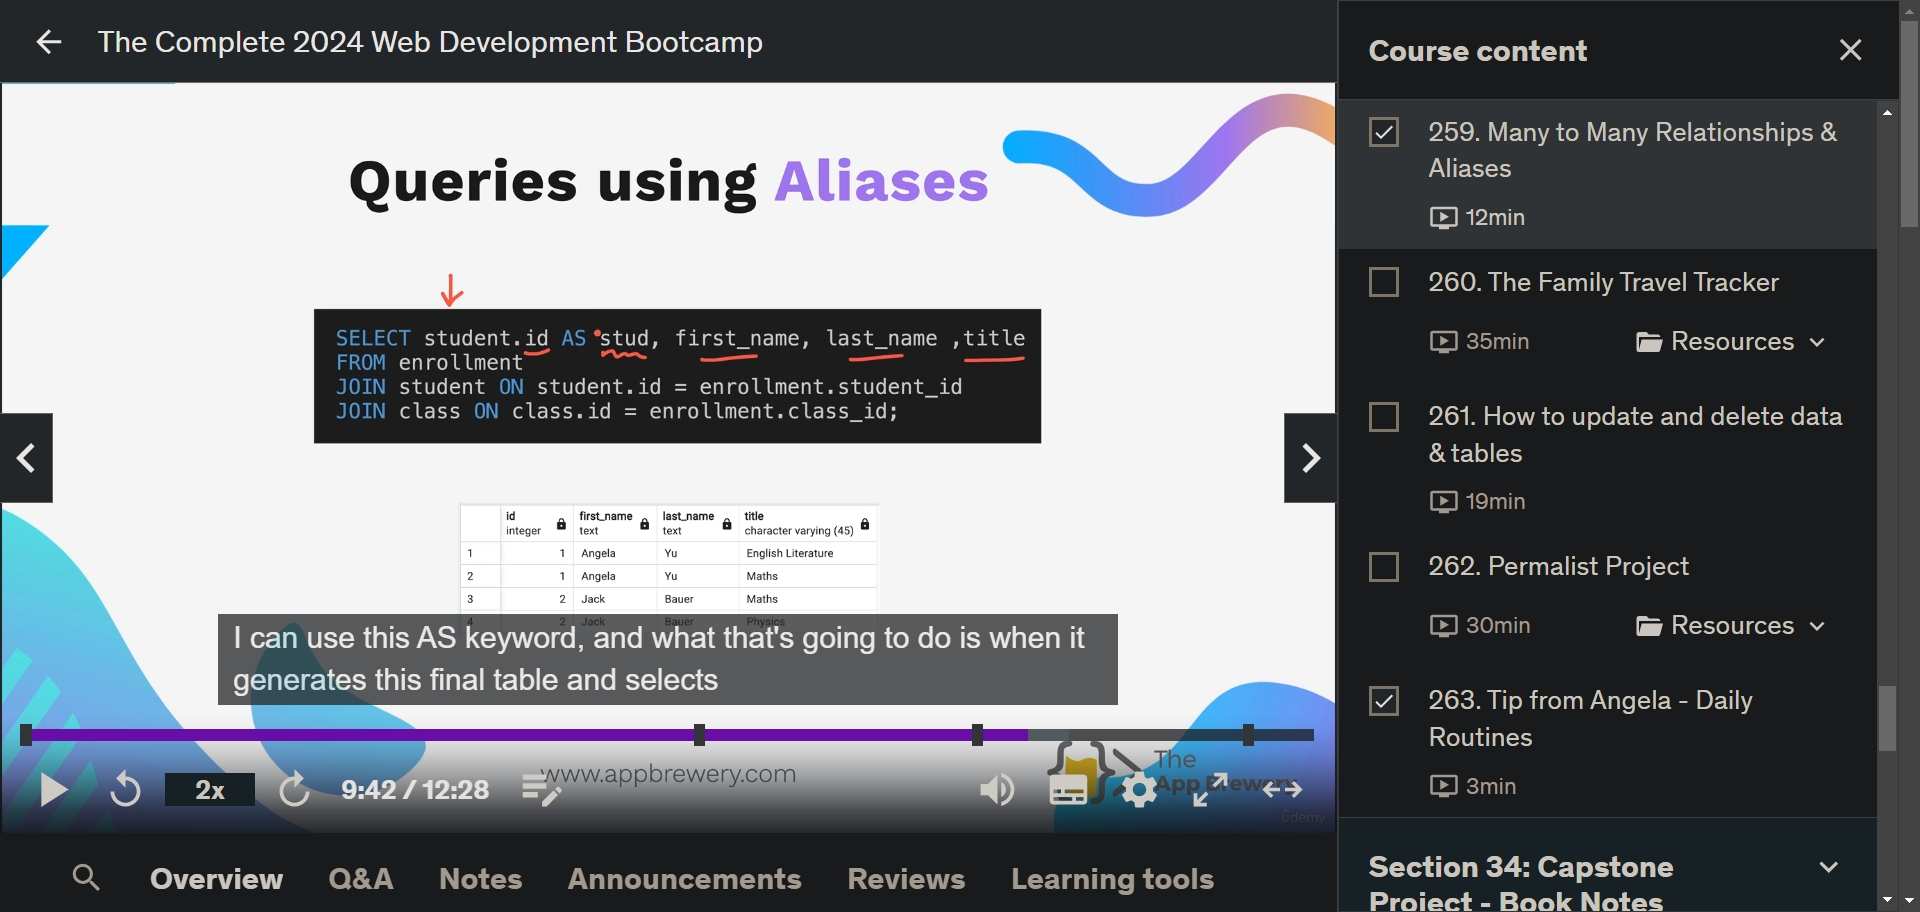 The Complete 2024 Web Development Bootcamp
Queries using Aliases
SELECT student.id AS stud, first_name, last_name ,title
FROM enrollment
JOIN student ON student.id = enrollment.student_id
JOIN class ON class.id = enrollment.class_id;
id first_name last_name title
integer text text character varying (45)
1 1 Angela Yu English Literature
2 1 Angela Yu Maths
3 2 Jack Bauer Maths
4 2 Jack Bauer Physics
I can use this AS keyword, and what that's going to do is when it
generates this final table and selects
www.appbrewery.com
The
App Brewery
2x
9:42 / 12:28
ûdemy
Overview Q&A Notes Announcements Reviews Learning tools
Course content
259. Many to Many Relationships &
Aliases
12min
260. The Family Travel Tracker
35min Resources
261. How to update and delete data
& tables
19min
262. Permalist Project
30min Resources
263. Tip from Angela - Daily
Routines
3min
Section 34: Capstone
Project - Book Notes